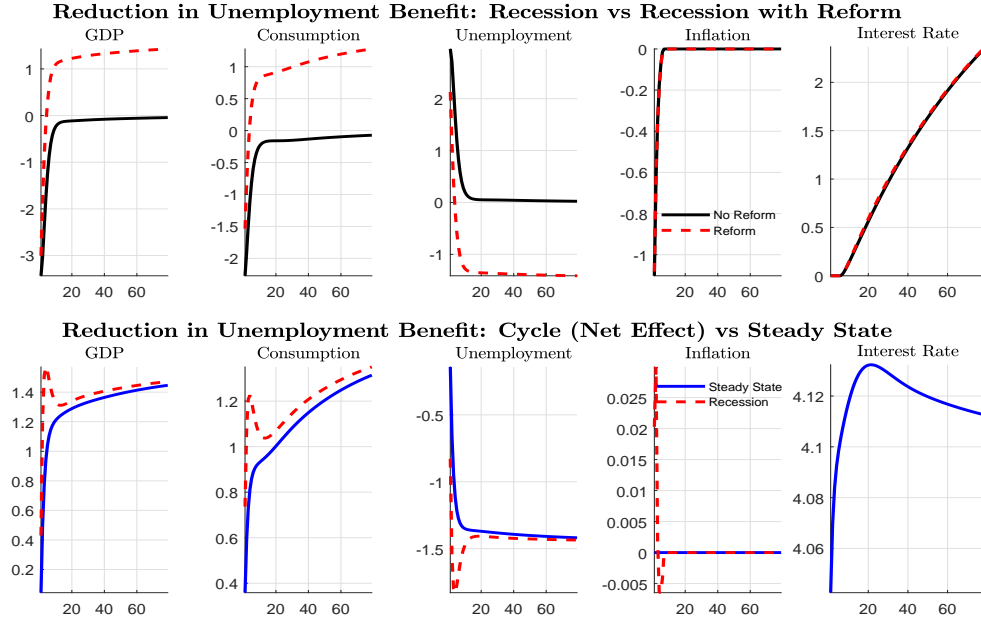 Reduction in Unemployment Benefit: Recession vs Recession with Reform
GDP Consumption Unemployment Inflation Interest Rate
1
0
-1
-2
-3
20 40 60
1
0.5
0
-0.5
-1
-1.5
-2
20 40 60
2
1
0
-1
20 40 60
0
-0.2
-0.4
-0.6
-0.8
-1
No Reform
Reform
20 40 60
2
1.5
1
0.5
0
20 40 60
Reduction in Unemployment Benefit: Cycle (Net Effect) vs Steady State
GDP Consumption Unemployment Inflation Interest Rate
1.4
1.2
1
0.8
0.6
0.4
0.2
20 40 60
1.2
1
0.8
0.6
0.4
20 40 60
-0.5
-1
-1.5
20 40 60
0.025
0.02
0.015
0.01
0.005
0
-0.005
Steady State
Recession
20 40 60
4.12
4.1
4.08
4.06
20 40 60